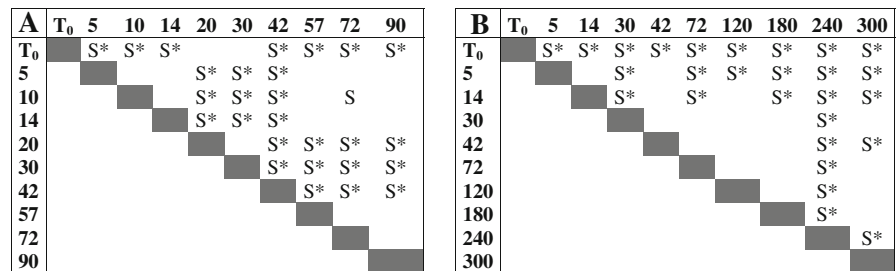 A T₀ 5 10 14 20 30 42 57 72 90
T₀ S* S* S* S* S* S* S*
5 S* S* S*
10 S* S* S* S
14 S* S* S*
20 S* S* S* S*
30 S* S* S* S*
42 S* S* S*
57
72
90
B T₀ 5 14 30 42 72 120 180 240 300
T₀ S* S* S* S* S* S* S* S* S*
5 S* S* S* S* S* S*
14 S* S* S* S* S*
30 S*
42 S* S*
72 S*
120 S*
180 S*
240 S*
300